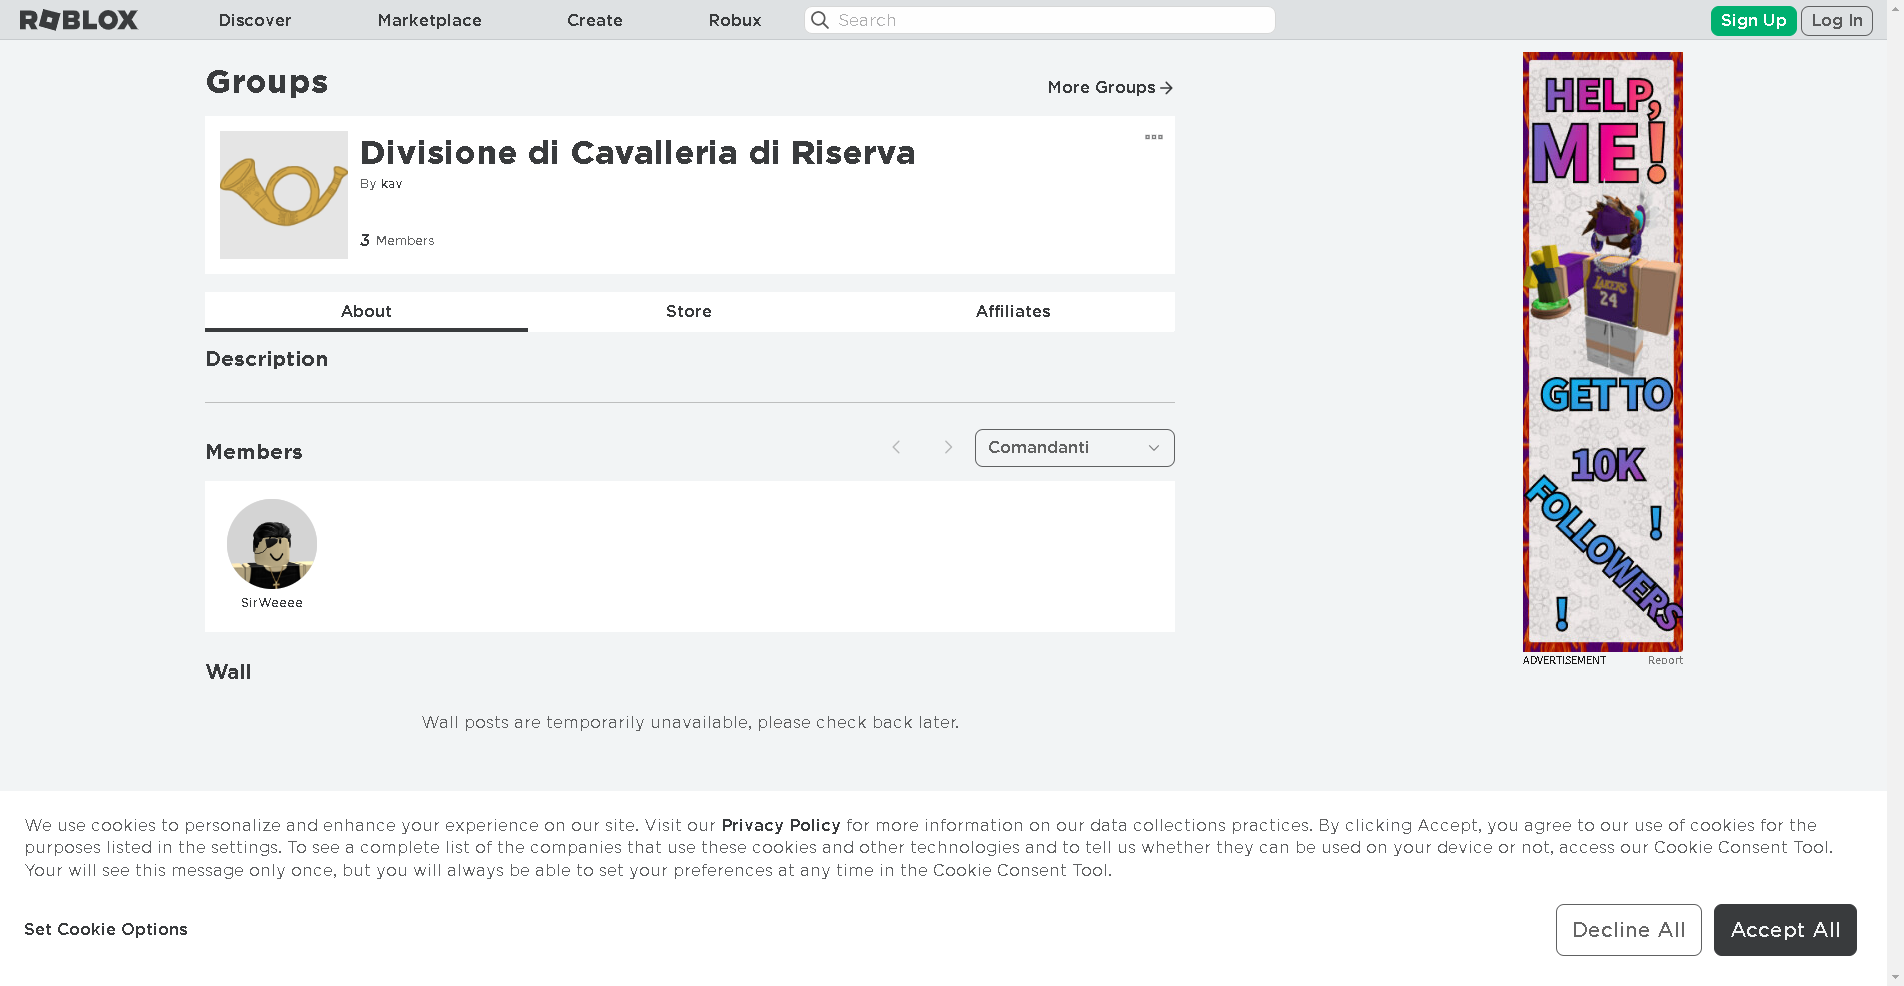 ROBLOX
Discover
Marketplace
Create
Robux
Search
Sign Up
Log In
Groups
More Groups
Divisione di Cavalleria di Riserva
By kav
3 Members
About
Store
Affiliates
Description
Members
Comandanti
SirWeeee
Wall
Wall posts are temporarily unavailable, please check back later.
HELP,
ME!
LAKERS
24
GET TO
10K
FOLLOWERS
!
!
ADVERTISEMENT
Report
We use cookies to personalize and enhance your experience on our site. Visit our Privacy Policy for more information on our data collections practices. By clicking Accept, you agree to our use of cookies for the
purposes listed in the settings. To see a complete list of the companies that use these cookies and other technologies and to tell us whether they can be used on your device or not, access our Cookie Consent Tool.
Your will see this message only once, but you will always be able to set your preferences at any time in the Cookie Consent Tool.
Set Cookie Options
Decline All
Accept All